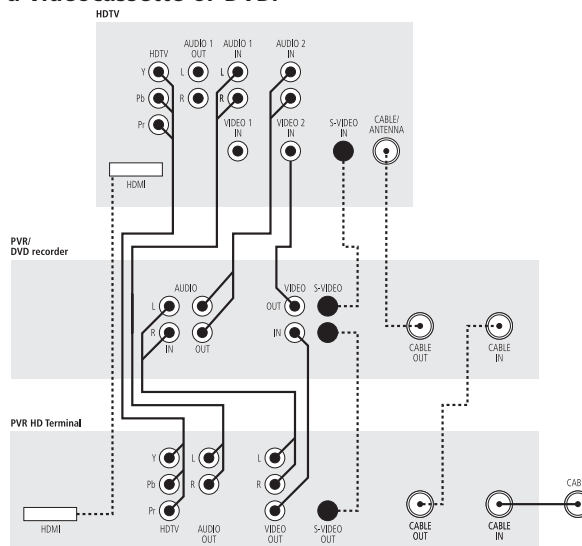 a videocassette or DVD.
HDTV
HDTV
AUDIO 1
OUT
AUDIO 1
IN
AUDIO 2
IN
Y
L
L
Pb
R
R
Pr
VIDEO 1
IN
VIDEO 2
IN
S-VIDEO
IN
CABLE/
ANTENNA
HDMI
PVR/
DVD recorder
AUDIO
VIDEO
S-VIDEO
L
OUT
R
IN
IN
OUT
CABLE
OUT
CABLE
IN
PVR HD Terminal
Y
L
L
Pb
R
R
Pr
HDMI
HDTV
AUDIO
OUT
VIDEO
OUT
S-VIDEO
OUT
CABLE
OUT
CABLE
IN
CAB